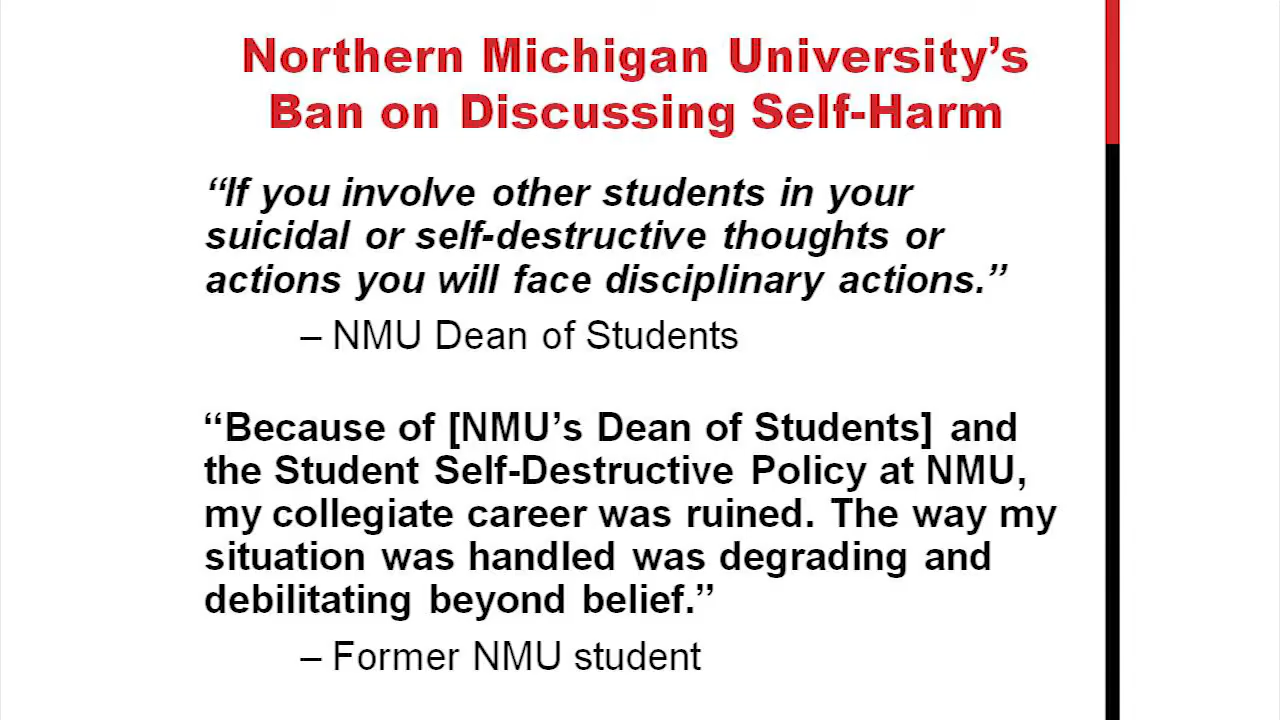 Northern Michigan University’s
Ban on Discussing Self-Harm
“If you involve other students in your
suicidal or self-destructive thoughts or
actions you will face disciplinary actions.”
– NMU Dean of Students
“Because of [NMU’s Dean of Students] and
the Student Self-Destructive Policy at NMU,
my collegiate career was ruined. The way my
situation was handled was degrading and
debilitating beyond belief.”
– Former NMU student